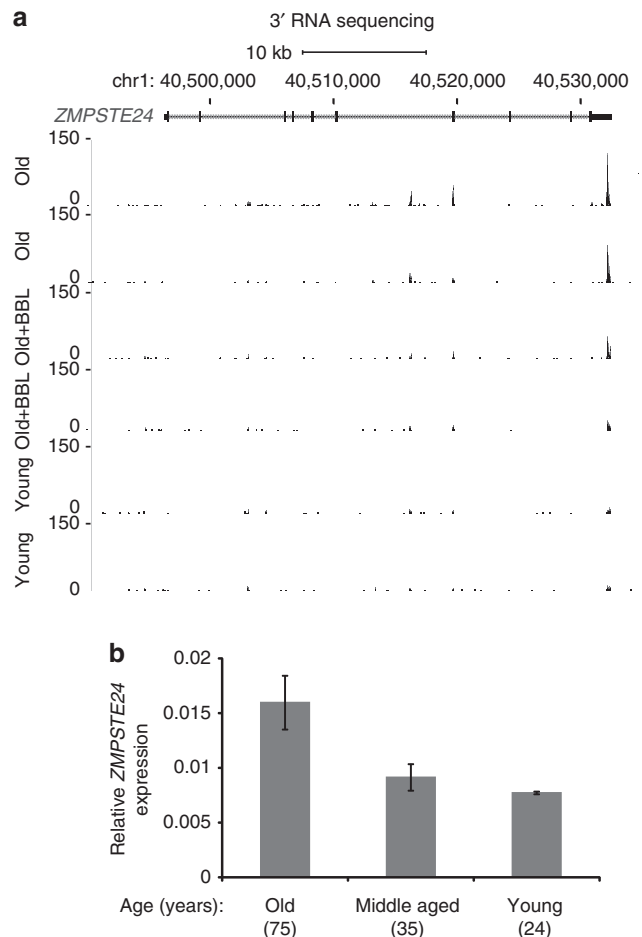 a
3′ RNA sequencing
10 kb
chr1: 40,500,000 40,510,000 40,520,000 40,530,000
ZMPSTE24
Old
150
0
Old
150
0
Old+BBL
150
0
Old+BBL
150
0
Young
150
0
Young
150
0
b
Relative ZMPSTE24
expression
0.02
0.015
0.01
0.005
0
Age (years): Old Middle aged Young
(75) (35) (24)